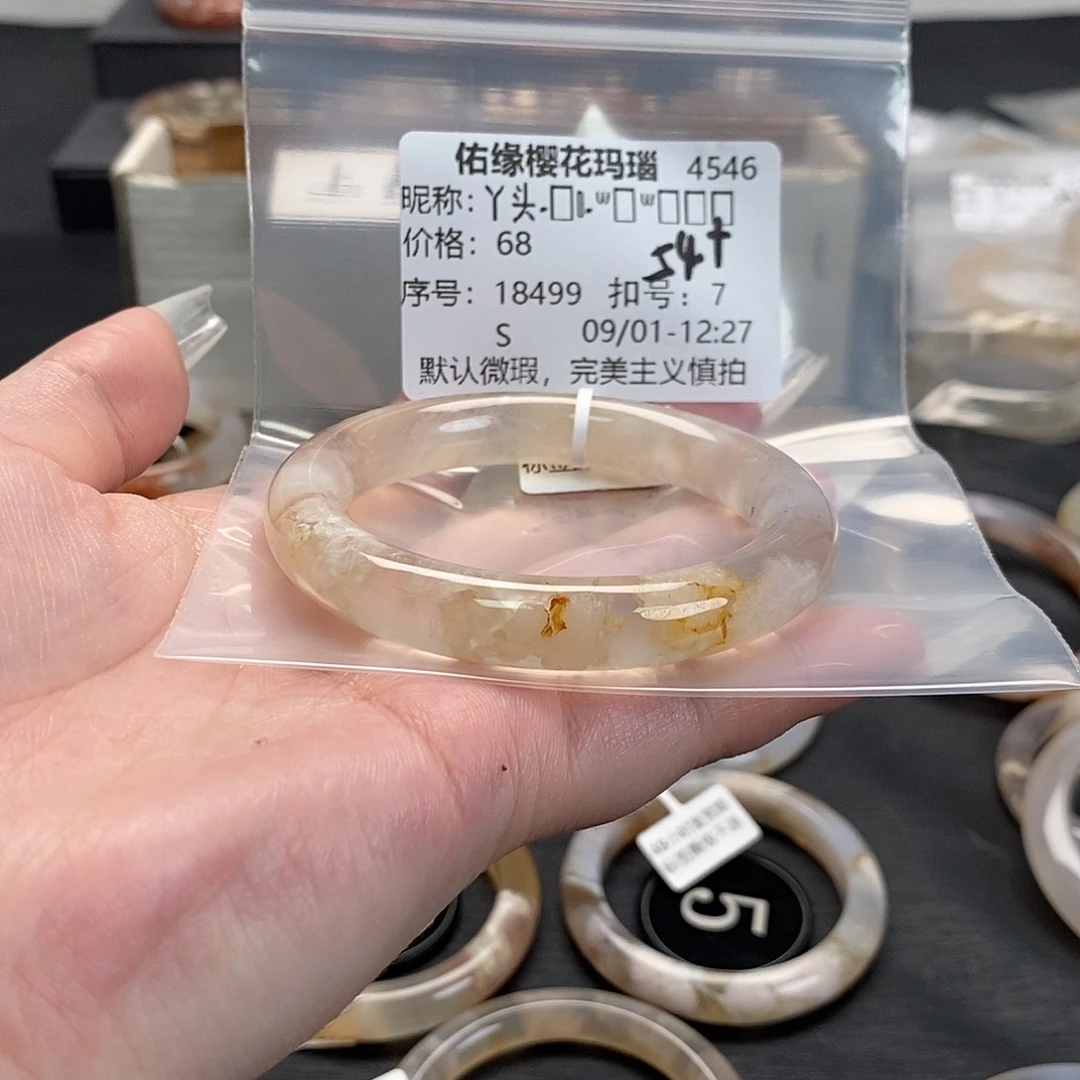 佑缘樱花玛瑙 4546
昵称：丫头
价格：68
54+
序号：18499 扣号：7
S 09/01-12:27
默认微瑕，完美主义慎拍
5